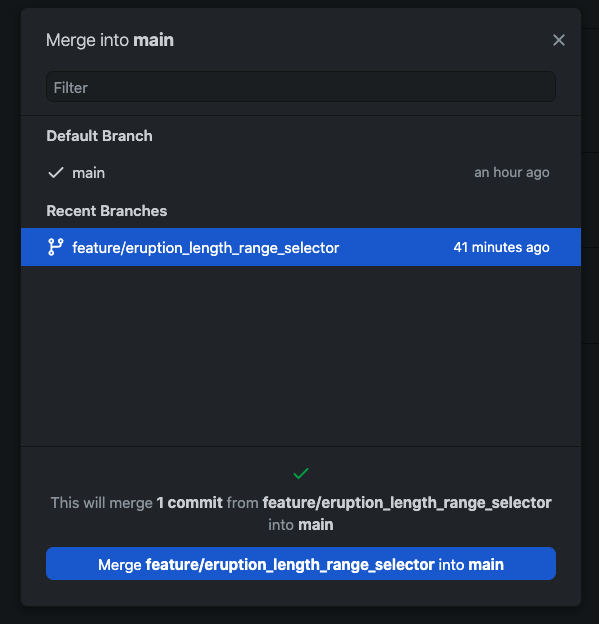 Merge into main
Filter
Default Branch
main an hour ago
Recent Branches
feature/eruption_length_range_selector 41 minutes ago
This will merge 1 commit from feature/eruption_length_range_selector
into main
Merge feature/eruption_length_range_selector into main